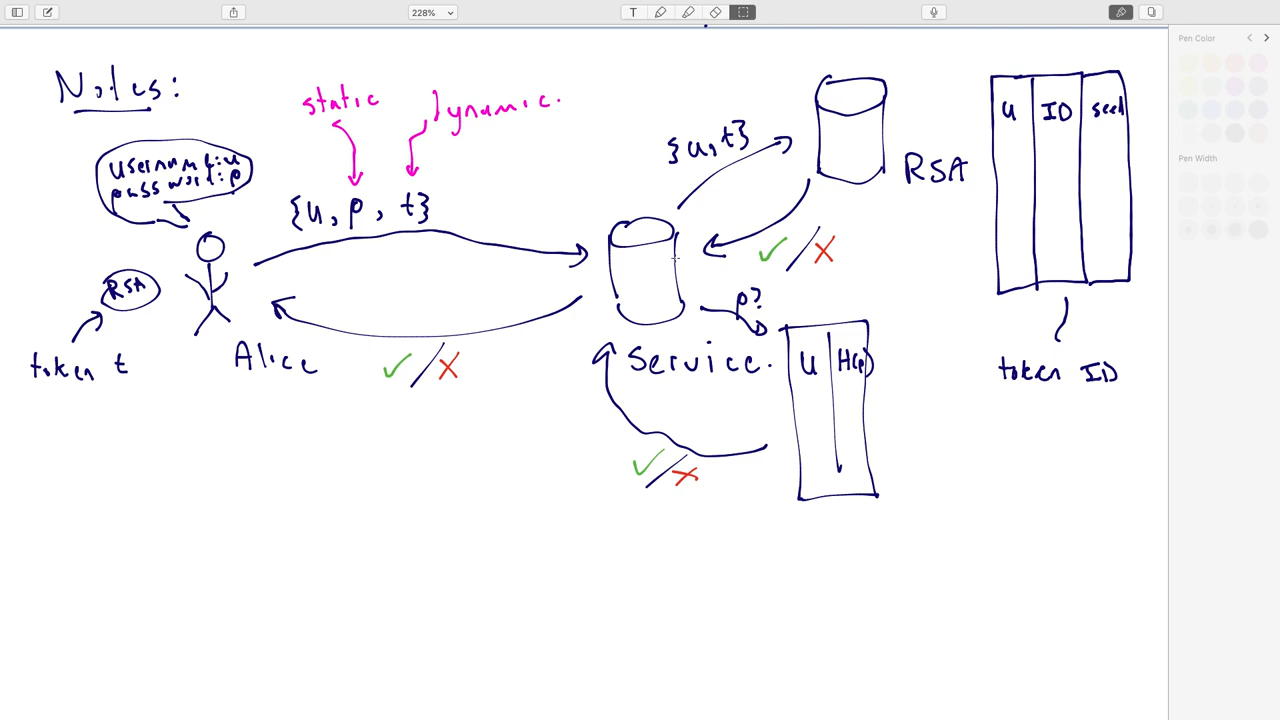 228%
T
Pen Color
Pen Width
Notes:
static
dynamic.
username: u
password: p
{u, p, t}
{u, t}
RSA
u ID seed
RSA
p?
token t
Alice
Service.
U H(p)
token ID